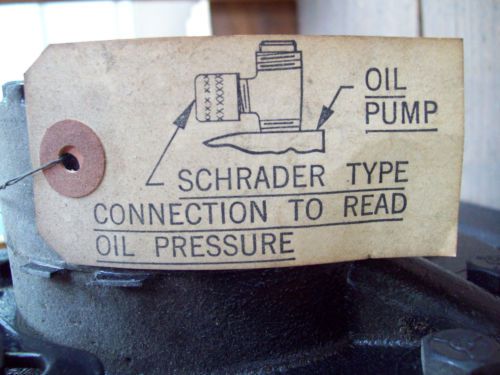 OIL
PUMP
SCHRADER TYPE
CONNECTION TO READ
OIL PRESSURE